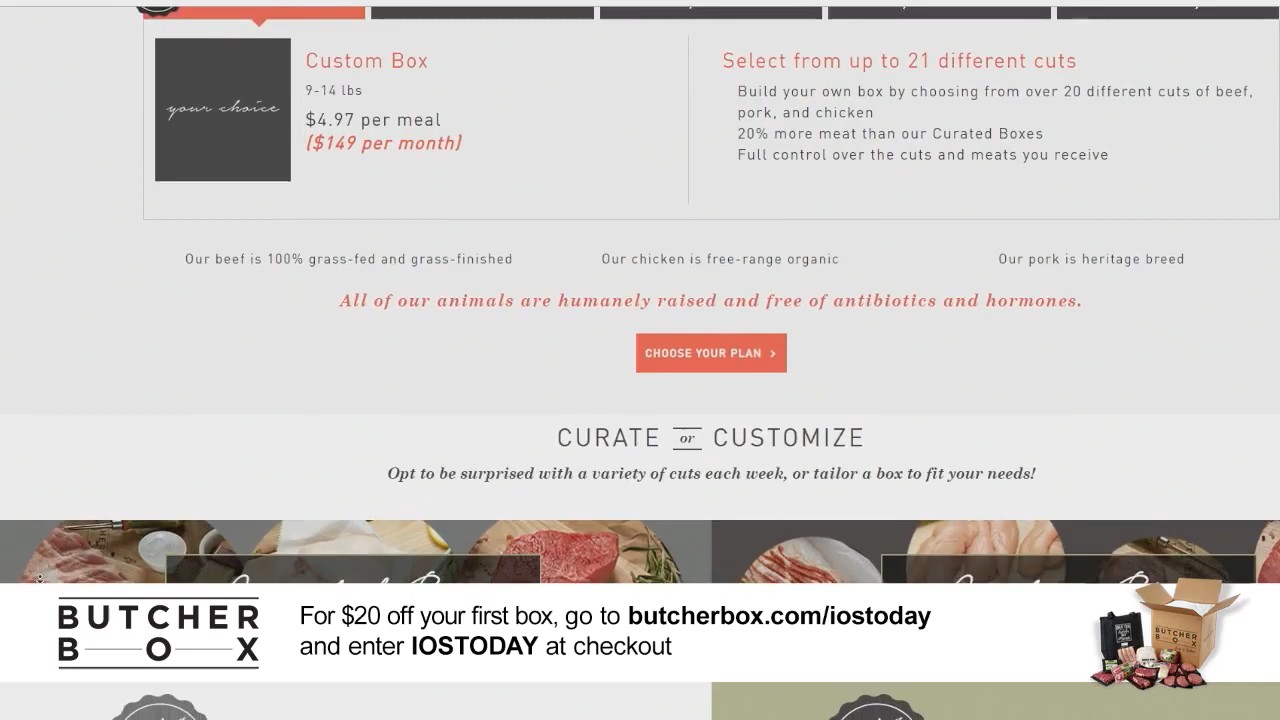 Custom Box
9-14 lbs
$4.97 per meal
($149 per month)
your choice
Select from up to 21 different cuts
Build your own box by choosing from over 20 different cuts of beef,
pork, and chicken
20% more meat than our Curated Boxes
Full control over the cuts and meats you receive
Our beef is 100% grass-fed and grass-finished
Our chicken is free-range organic
Our pork is heritage breed
All of our animals are humanely raised and free of antibiotics and hormones.
CHOOSE YOUR PLAN >
CURATE or CUSTOMIZE
Opt to be surprised with a variety of cuts each week, or tailor a box to fit your needs!
BUTCHER
BOX
For $20 off your first box, go to butcherbox.com/iostoday
and enter IOSTODAY at checkout
BUTCHER
BOX